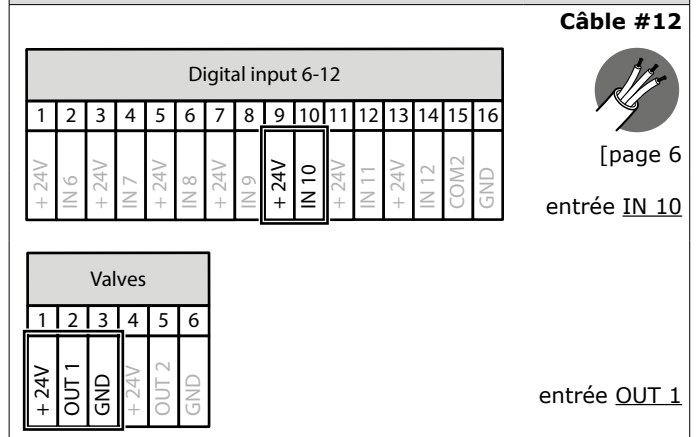 Câble #12
Digital input 6-12
1 2 3 4 5 6 7 8 9 10 11 12 13 14 15 16
+ 24V IN 6 + 24V IN 7 + 24V IN 8 + 24V IN 9 + 24V IN 10 + 24V IN 11 + 24V IN 12 COM2 GND
[page 6
entrée IN 10
Valves
1 2 3 4 5 6
+ 24V OUT 1 GND + 24V OUT 2 GND
entrée OUT 1